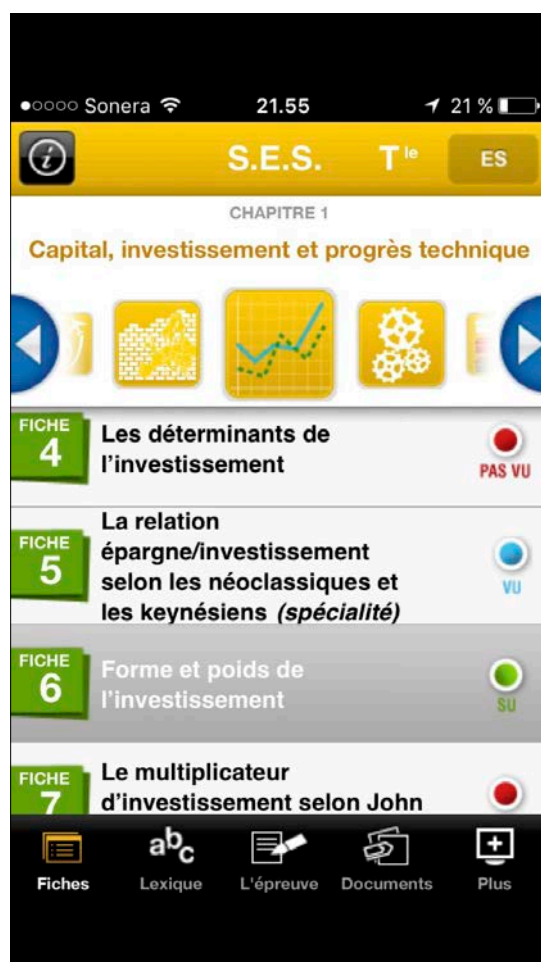 Sonera 21.55 21 %
S.E.S. T le ES
CHAPITRE 1
Capital, investissement et progrès technique
FICHE 4
Les déterminants de
l'investissement
PAS VU
FICHE 5
La relation
épargne/investissement
selon les néoclassiques et
les keynésiens (spécialité)
VU
FICHE 6
Forme et poids de
l'investissement
SU
FICHE 7
Le multiplicateur
d'investissement selon John
Fiches Lexique L'épreuve Documents Plus